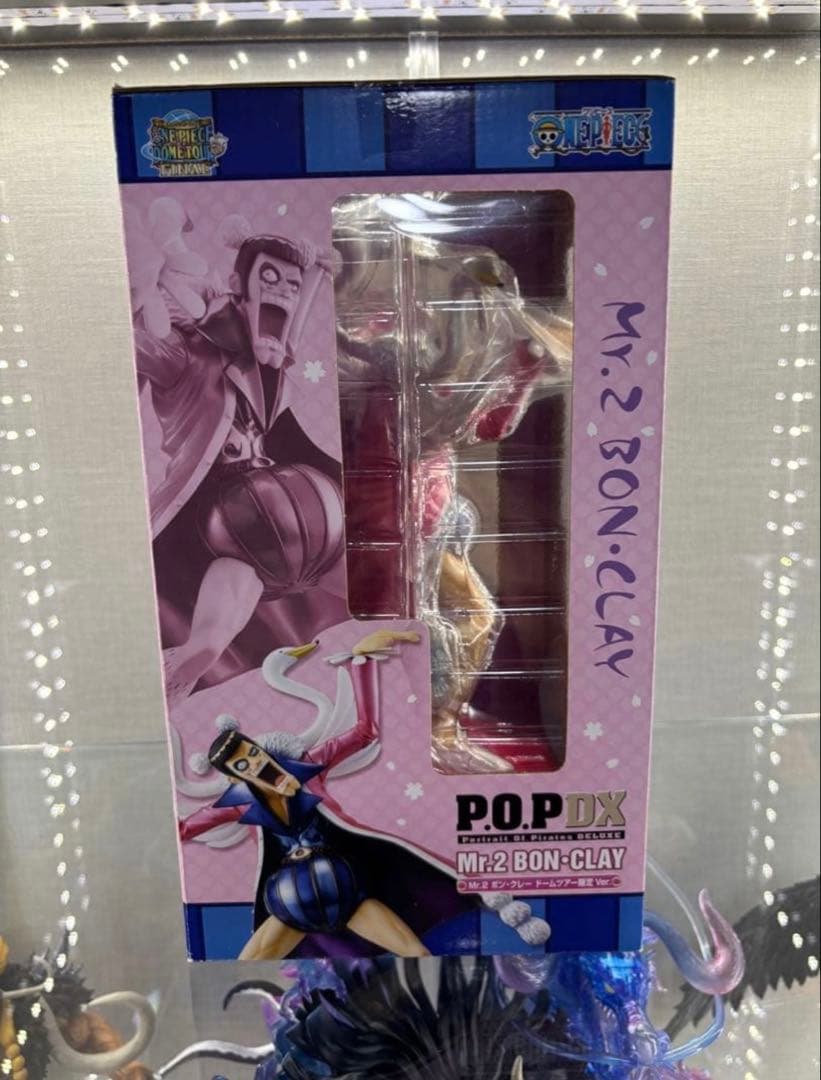 ONE PIECE
DOME TOUR
FINAL
ONE PIECE
Mr. 2 BON・CLAY
P.O.P DX
Portrait Of Pirates DELUXE
Mr.2 BON・CLAY
Mr.2 ボン・クレー ドームツアー限定 Ver.